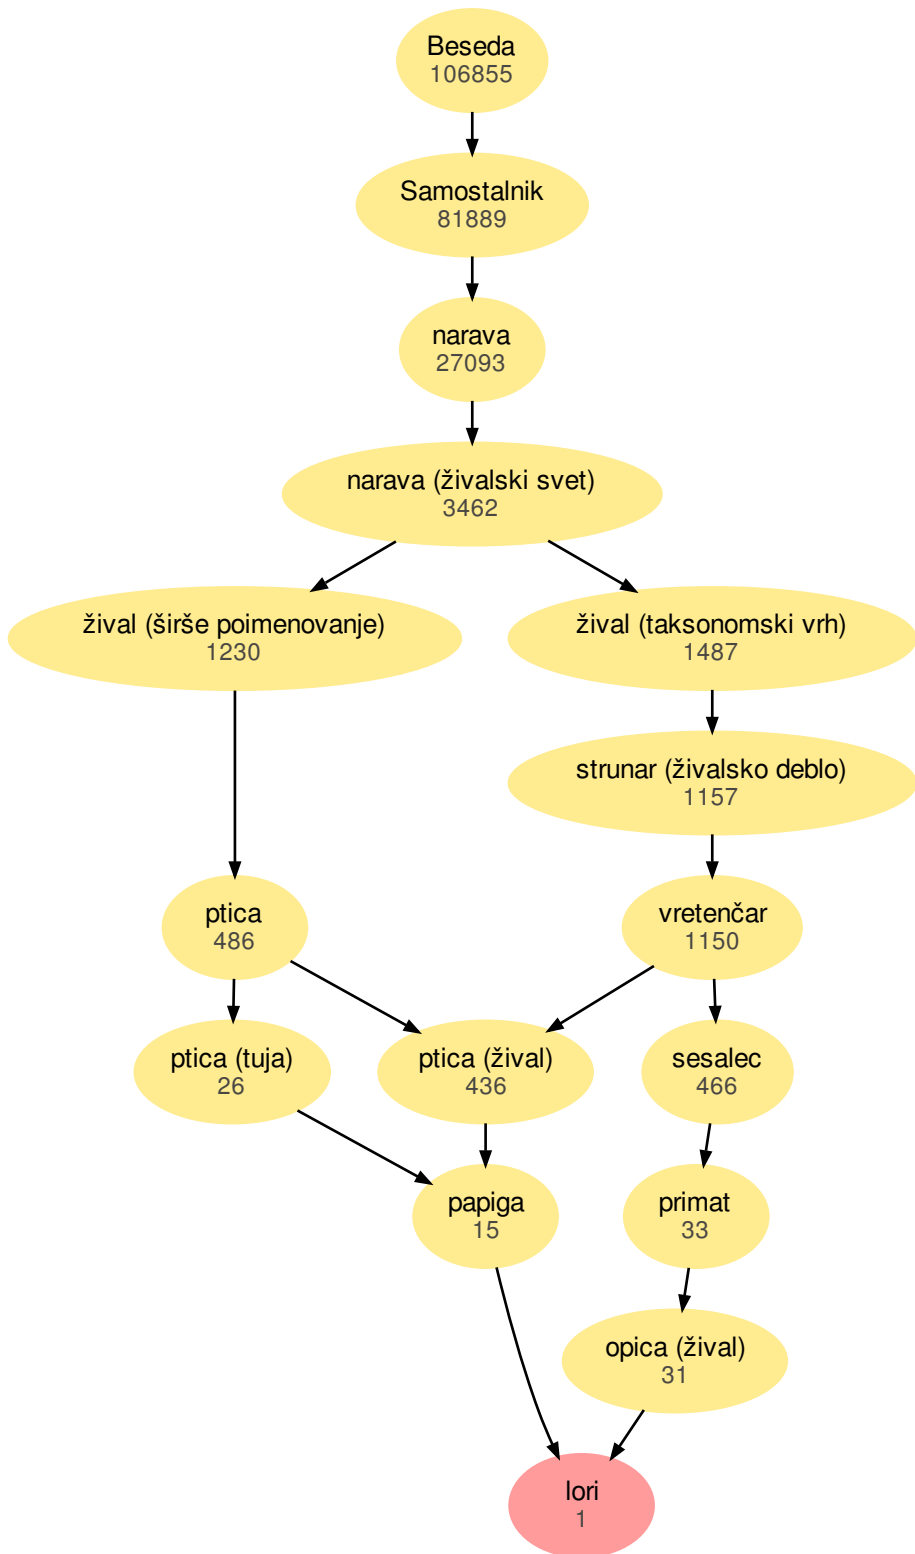 Beseda
106855
Samostalnik
81889
narava
27093
narava (živalski svet)
3462
žival (širše poimenovanje)
1230
žival (taksonomski vrh)
1487
strunar (živalsko deblo)
1157
ptica
486
vretenčar
1150
ptica (tuja)
26
ptica (žival)
436
sesalec
466
papiga
15
primat
33
opica (žival)
31
lori
1